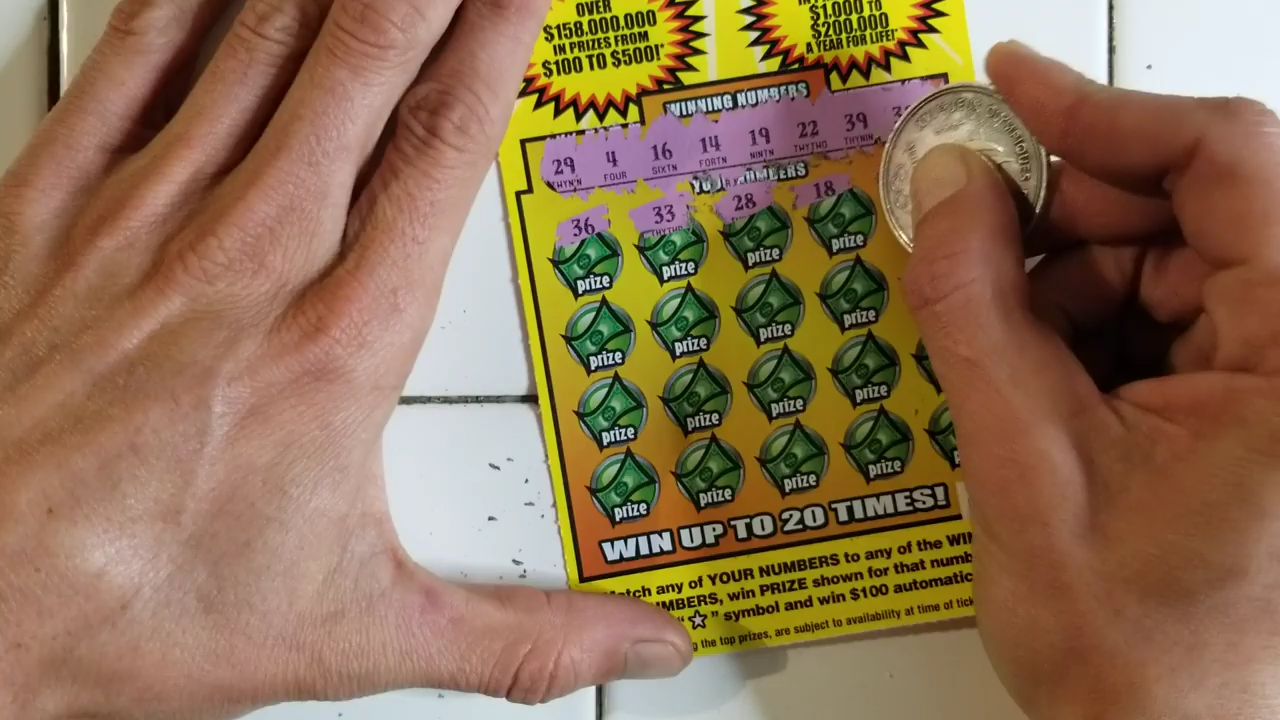 OVER
$158,000,000
IN PRIZES FROM
$100 TO $500!*
$1,000 TO
$200,000
A YEAR FOR LIFE!*
WINNING NUMBERS
29 4 16 14 19 22 39
THYN'N FOUR SIXTN FORTN NINTN THYTWO THYNIN
YOUR NUMBERS
36 33 28 18
prize prize prize prize
prize prize prize prize
prize prize prize prize
prize prize prize prize
WIN UP TO 20 TIMES!
any of YOUR NUMBERS to any of the
win PRIZE shown for that
"☆" symbol and win $100
the top prizes, are subject to availability at time of